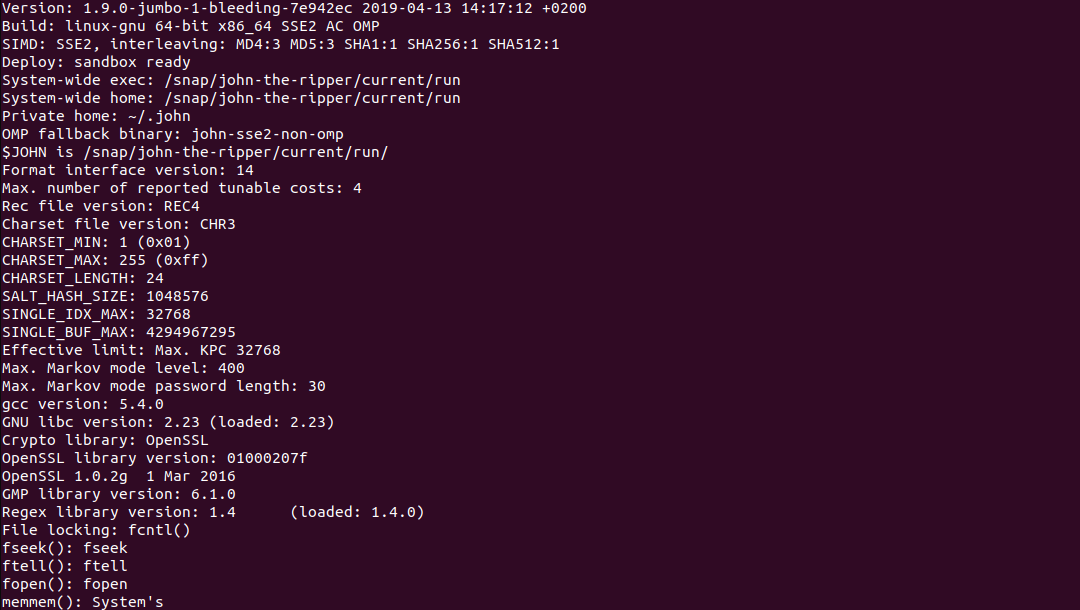 Version: 1.9.0-jumbo-1-bleeding-7e942ec 2019-04-13 14:17:12 +0200
Build: linux-gnu 64-bit x86_64 SSE2 AC OMP
SIMD: SSE2, interleaving: MD4:3 MD5:3 SHA1:1 SHA256:1 SHA512:1
Deploy: sandbox ready
System-wide exec: /snap/john-the-ripper/current/run
System-wide home: /snap/john-the-ripper/current/run
Private home: ~/.john
OMP fallback binary: john-sse2-non-omp
$JOHN is /snap/john-the-ripper/current/run/
Format interface version: 14
Max. number of reported tunable costs: 4
Rec file version: REC4
Charset file version: CHR3
CHARSET_MIN: 1 (0x01)
CHARSET_MAX: 255 (0xff)
CHARSET_LENGTH: 24
SALT_HASH_SIZE: 1048576
SINGLE_IDX_MAX: 32768
SINGLE_BUF_MAX: 4294967295
Effective limit: Max. KPC 32768
Max. Markov mode level: 400
Max. Markov mode password length: 30
gcc version: 5.4.0
GNU libc version: 2.23 (loaded: 2.23)
Crypto library: OpenSSL
OpenSSL library version: 01000207f
OpenSSL 1.0.2g  1 Mar 2016
GMP library version: 6.1.0
Regex library version: 1.4      (loaded: 1.4.0)
File locking: fcntl()
fseek(): fseek
ftell(): ftell
fopen(): fopen
memmem(): System's